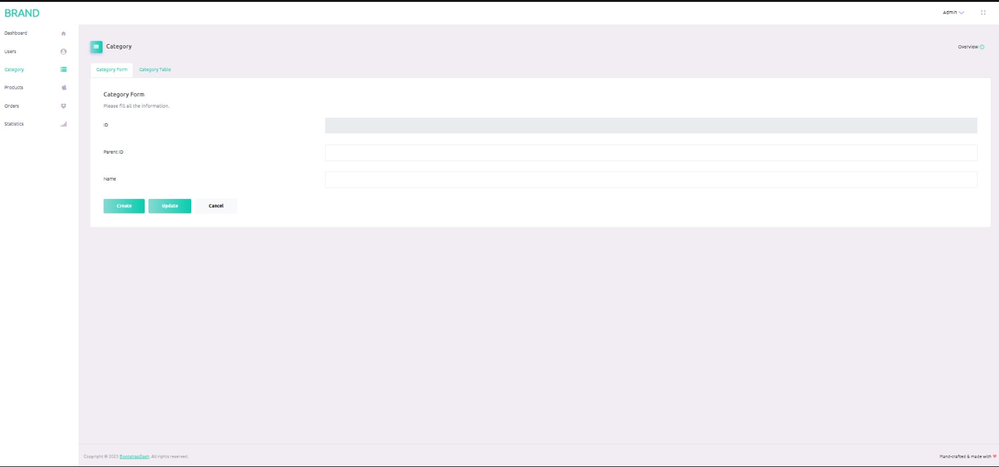 BRAND
Admin
Dashboard
Users
Category
Products
Orders
Statistics
Category
Overview
Category Form
Category Table
Category Form
Please fill all the information.
ID
Parent ID
Name
Create
Update
Cancel
Copyright © 2023 BootstrapDash. All rights reserved.
Hand-crafted & made with